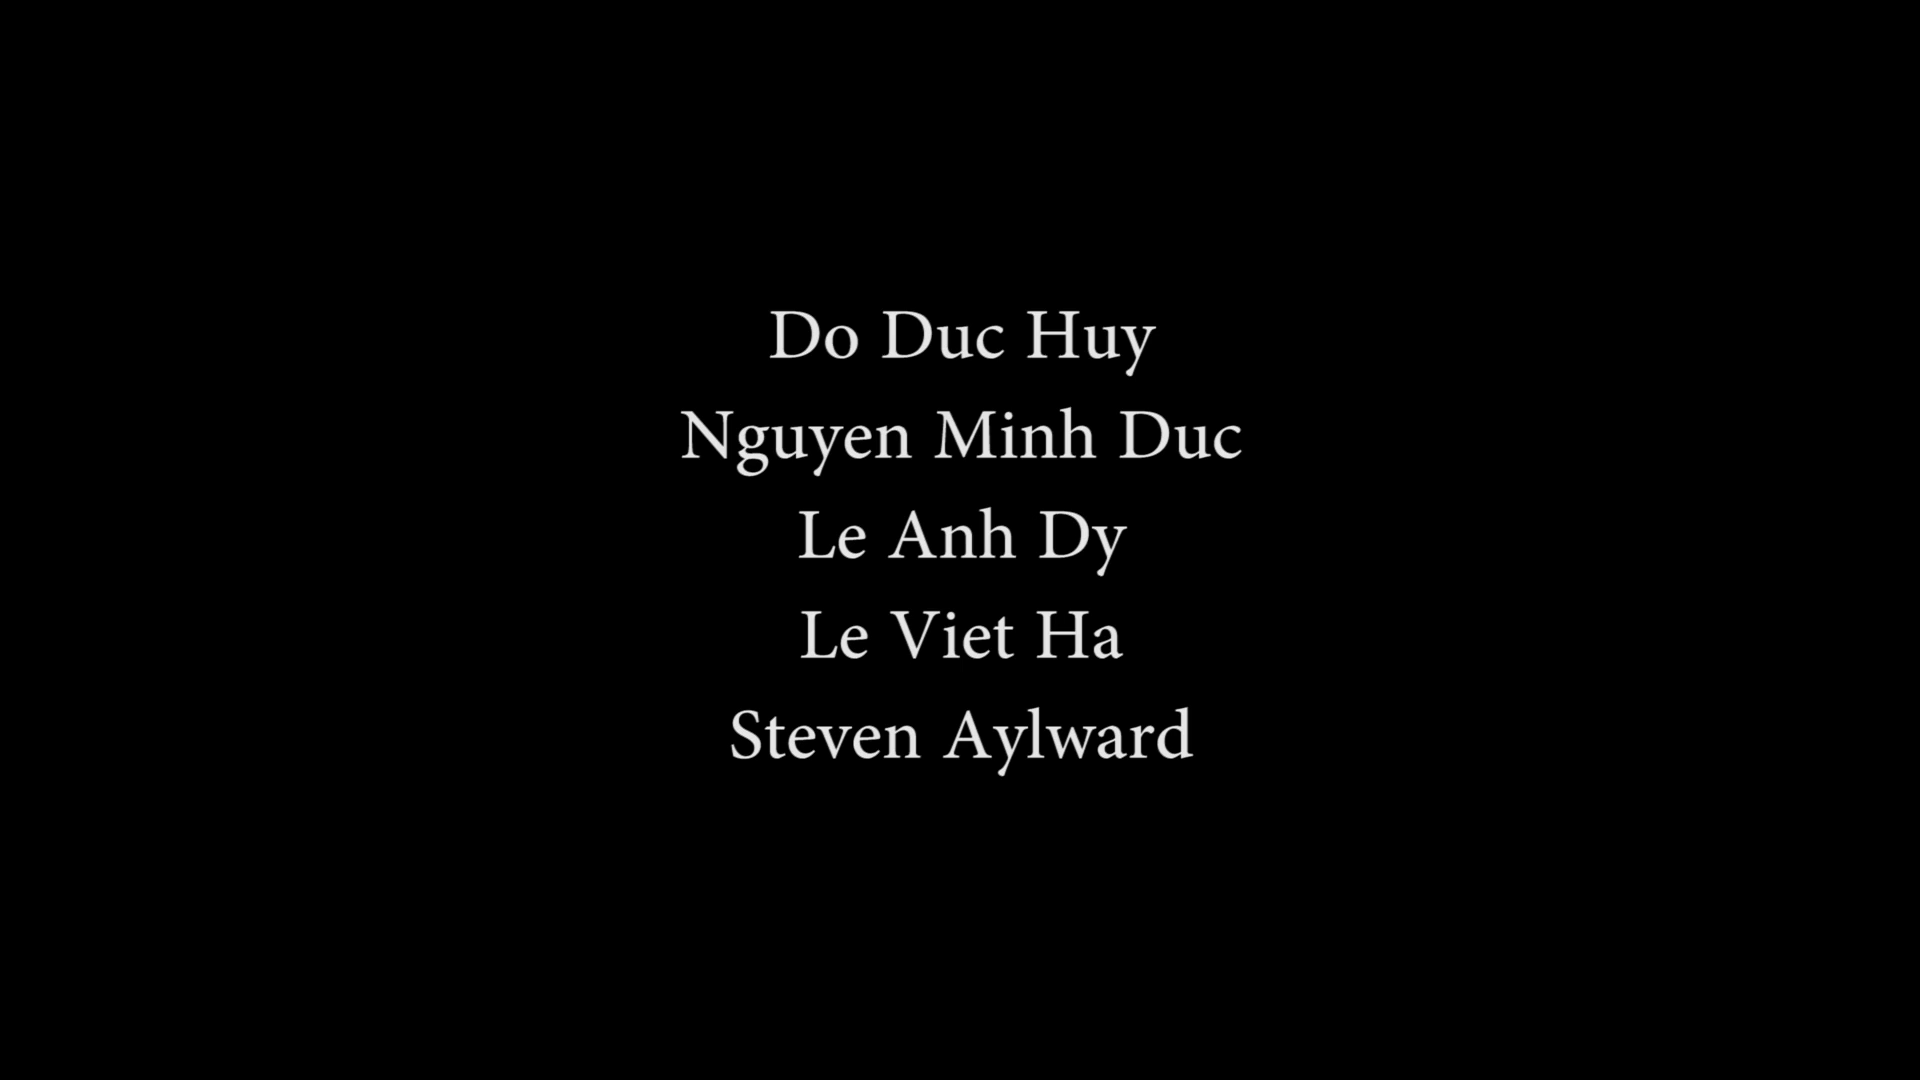 Do Duc Huy
Nguyen Minh Duc
Le Anh Dy
Le Viet Ha
Steven Aylward